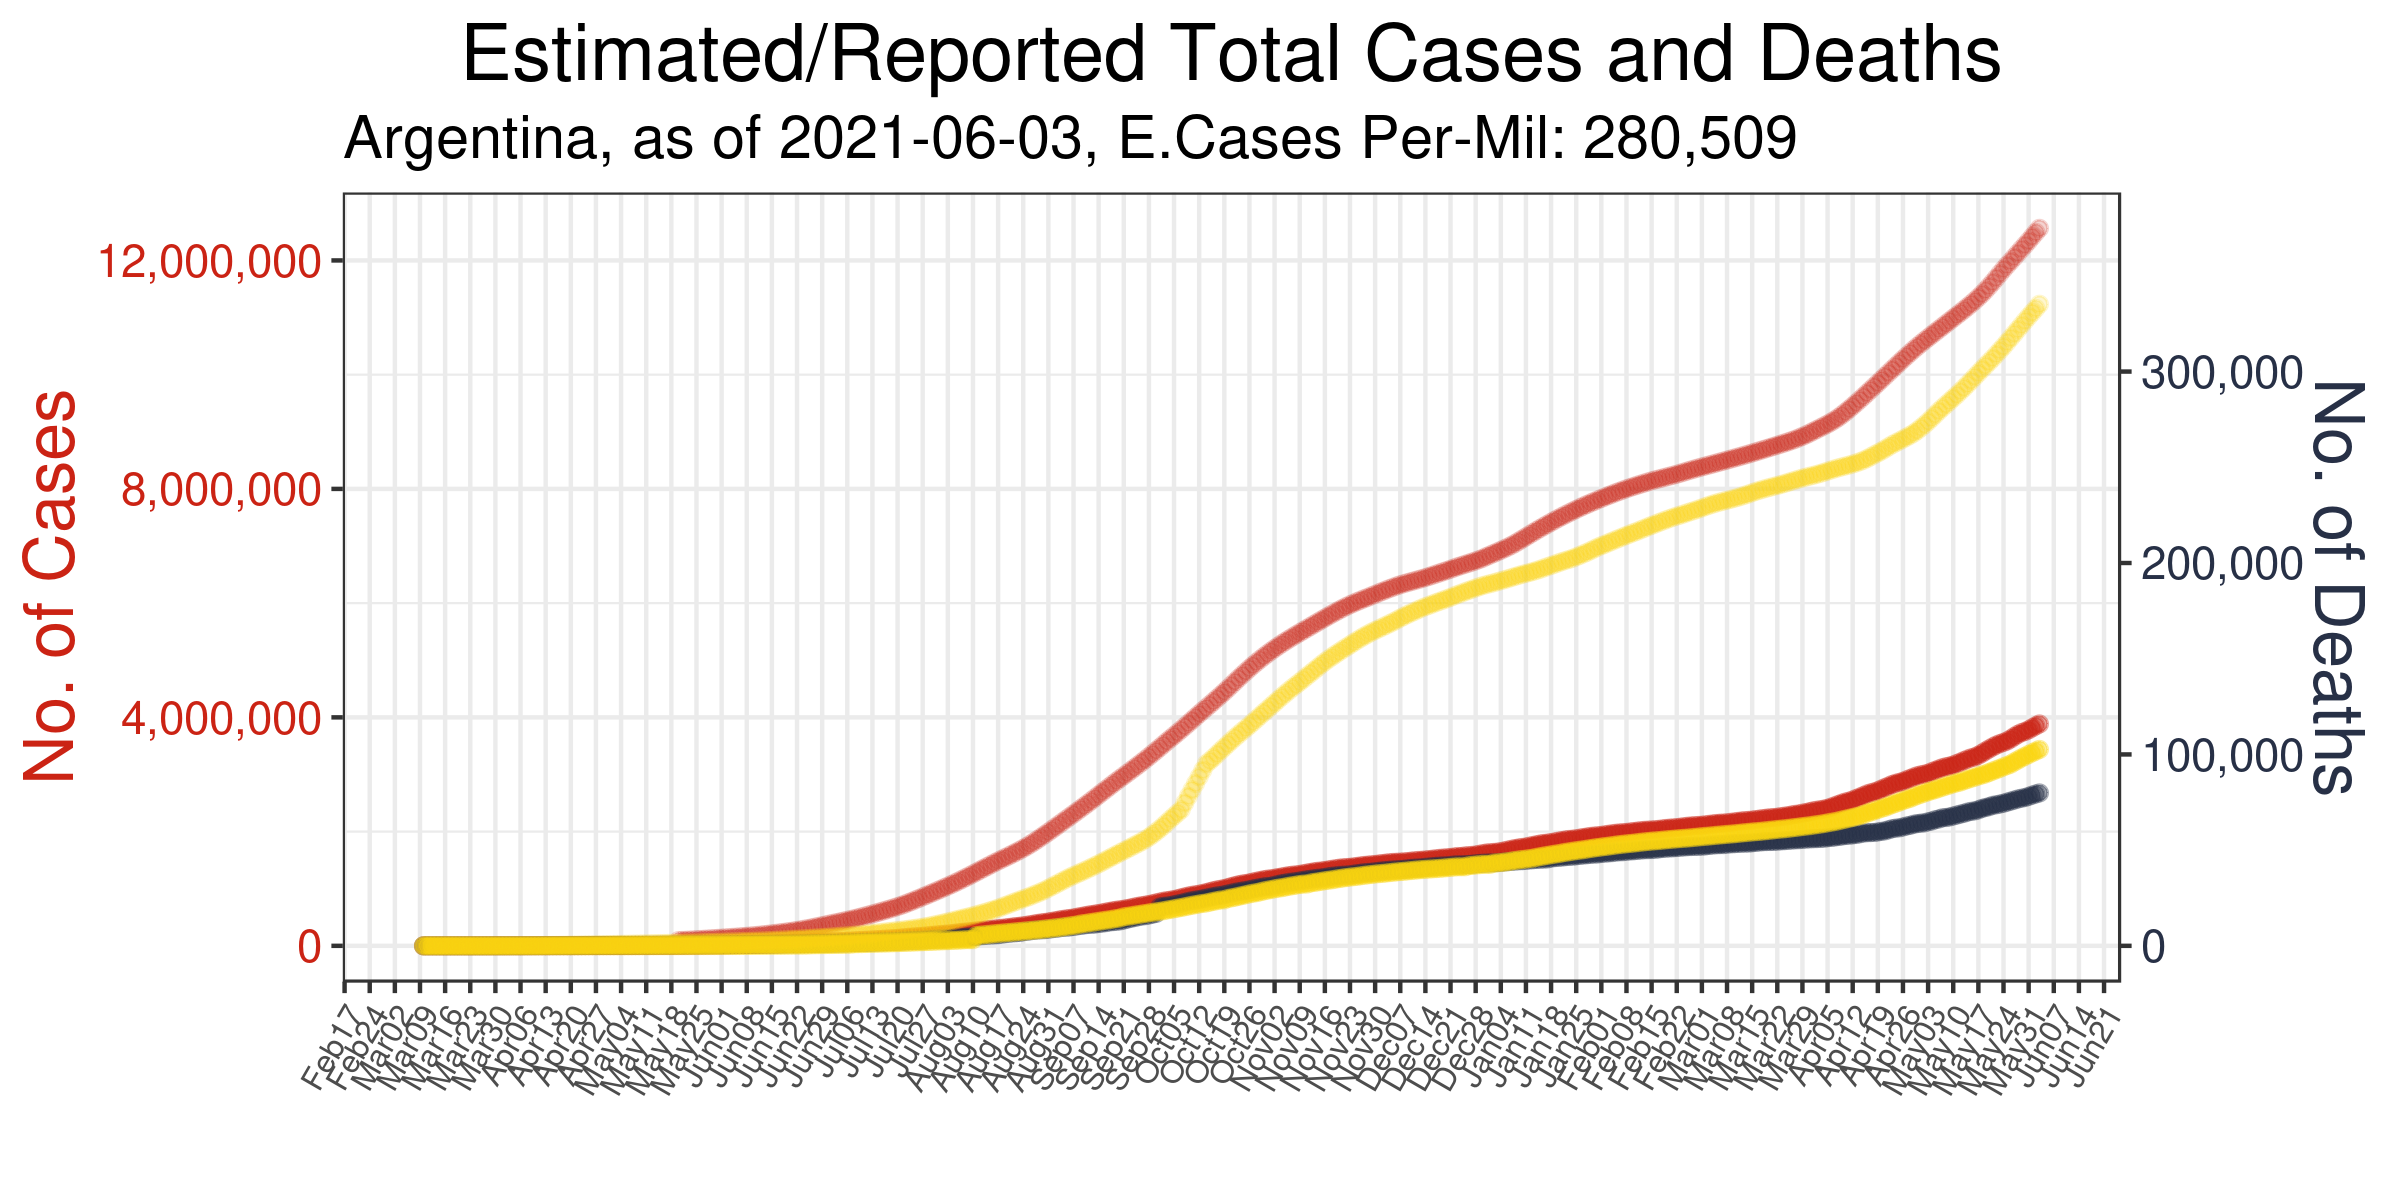 Estimated/Reported Total Cases and Deaths
Argentina, as of 2021-06-03, E.Cases Per-Mil: 280,509
No. of Cases
12,000,000
8,000,000
4,000,000
0
300,000
200,000
100,000
0
No. of Deaths
Feb17
Feb24
Mar02
Mar09
Mar16
Mar23
Mar30
Apr06
Apr13
Apr20
Apr27
May04
May11
May18
May25
Jun01
Jun08
Jun15
Jun22
Jun29
Jul06
Jul13
Jul20
Jul27
Aug03
Aug10
Aug17
Aug24
Aug31
Sep07
Sep14
Sep21
Sep28
Oct05
Oct12
Oct19
Oct26
Nov02
Nov09
Nov16
Nov23
Nov30
Dec07
Dec14
Dec21
Dec28
Jan04
Jan11
Jan18
Jan25
Feb01
Feb08
Feb15
Feb22
Mar01
Mar08
Mar15
Mar22
Mar29
Apr05
Apr12
Apr19
Apr26
May03
May10
May17
May24
May31
Jun07
Jun14
Jun21